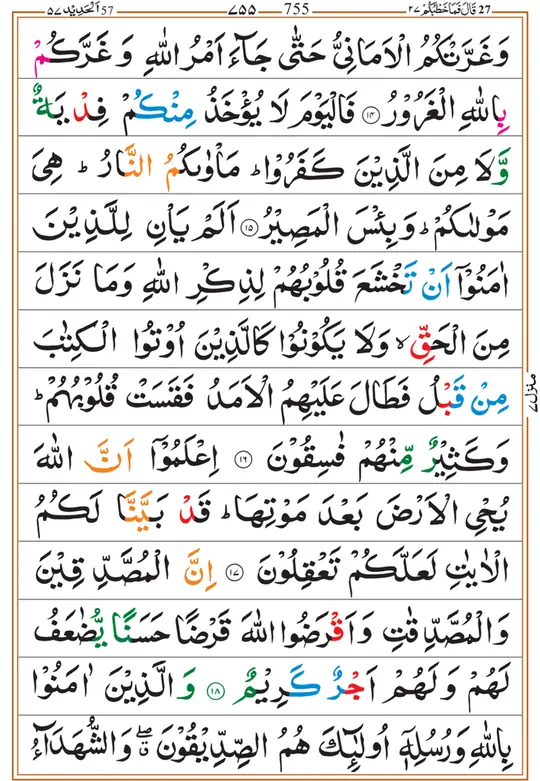 27 قَالَ فَمَا خَطْبُكُمْ ٢٧ 755 ٧٥٥ 57 اَلْحَدِيْد ٥٧
وَغَرَّتْكُمُ الْاَمَانِیُّ حَتّٰی جَآءَ اَمْرُ اللّٰهِ وَغَرَّكُمْ
بِاللّٰهِ الْغَرُوْرُ ١٤ فَالْیَوْمَ لَا یُؤْخَذُ مِنْكُمْ فِدْیَةٌ
وَّلَا مِنَ الَّذِیْنَ كَفَرُوْا ؕ مَاْوٰىكُمُ النَّارُ ؕ هِیَ
مَوْلٰىكُمْ ؕ وَبِئْسَ الْمَصِیْرُ ١٥ اَلَمْ یَاْنِ لِلَّذِیْنَ
اٰمَنُوْۤا اَنْ تَخْشَعَ قُلُوْبُهُمْ لِذِكْرِ اللّٰهِ وَمَا نَزَلَ
مِنَ الْحَقِّ ۙ وَلَا یَكُوْنُوْا كَالَّذِیْنَ اُوْتُوا الْكِتٰبَ
مِنْ قَبْلُ فَطَالَ عَلَیْهِمُ الْاَمَدُ فَقَسَتْ قُلُوْبُهُمْ ؕ
وَكَثِیْرٌ مِّنْهُمْ فٰسِقُوْنَ ١٦ اِعْلَمُوْۤا اَنَّ اللّٰهَ
یُحْیِ الْاَرْضَ بَعْدَ مَوْتِهَا ؕ قَدْ بَیَّنَّا لَكُمُ
الْاٰیٰتِ لَعَلَّكُمْ تَعْقِلُوْنَ ١٧ اِنَّ الْمُصَّدِّقِیْنَ
وَالْمُصَّدِّقٰتِ وَاَقْرَضُوا اللّٰهَ قَرْضًا حَسَنًا یُّضٰعَفُ
لَهُمْ وَلَهُمْ اَجْرٌ كَرِیْمٌ ١٨ وَالَّذِیْنَ اٰمَنُوْا
بِاللّٰهِ وَرُسُلِهٖۤ اُولٰٓىِٕكَ هُمُ الصِّدِّیْقُوْنَ ۖۗ وَالشُّهَدَآءُ
منزل ٧